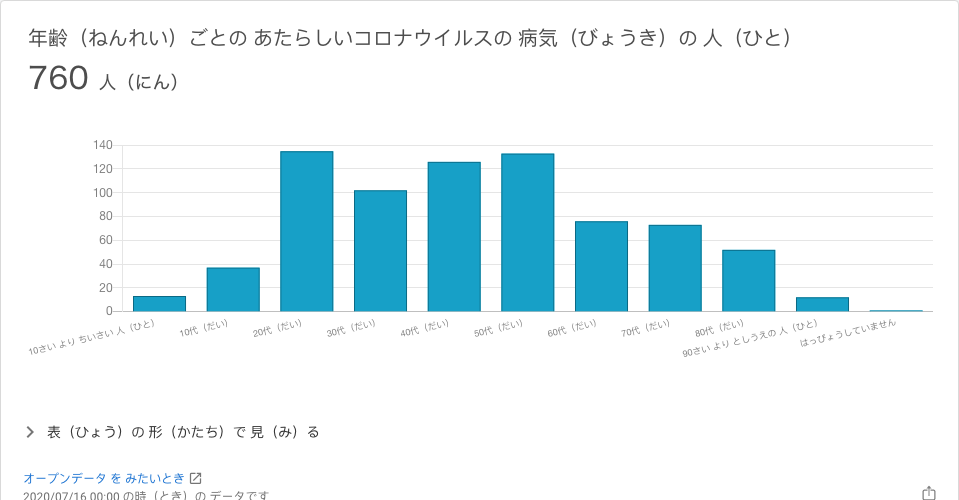 年齢（ねんれい）ごとの あたらしいコロナウイルスの 病気（びょうき）の 人（ひと）
760 人（にん）
140
120
100
80
60
40
20
0
10さい より ちいさい 人（ひと）
10代（だい）
20代（だい）
30代（だい）
40代（だい）
50代（だい）
60代（だい）
70代（だい）
80代（だい）
90さい より としうえの 人（ひと）
はっぴょうしていません
表（ひょう）の 形（かたち）で 見（み）る
オープンデータ を みたいとき
2020/07/16 00:00 の時（とき）の データです